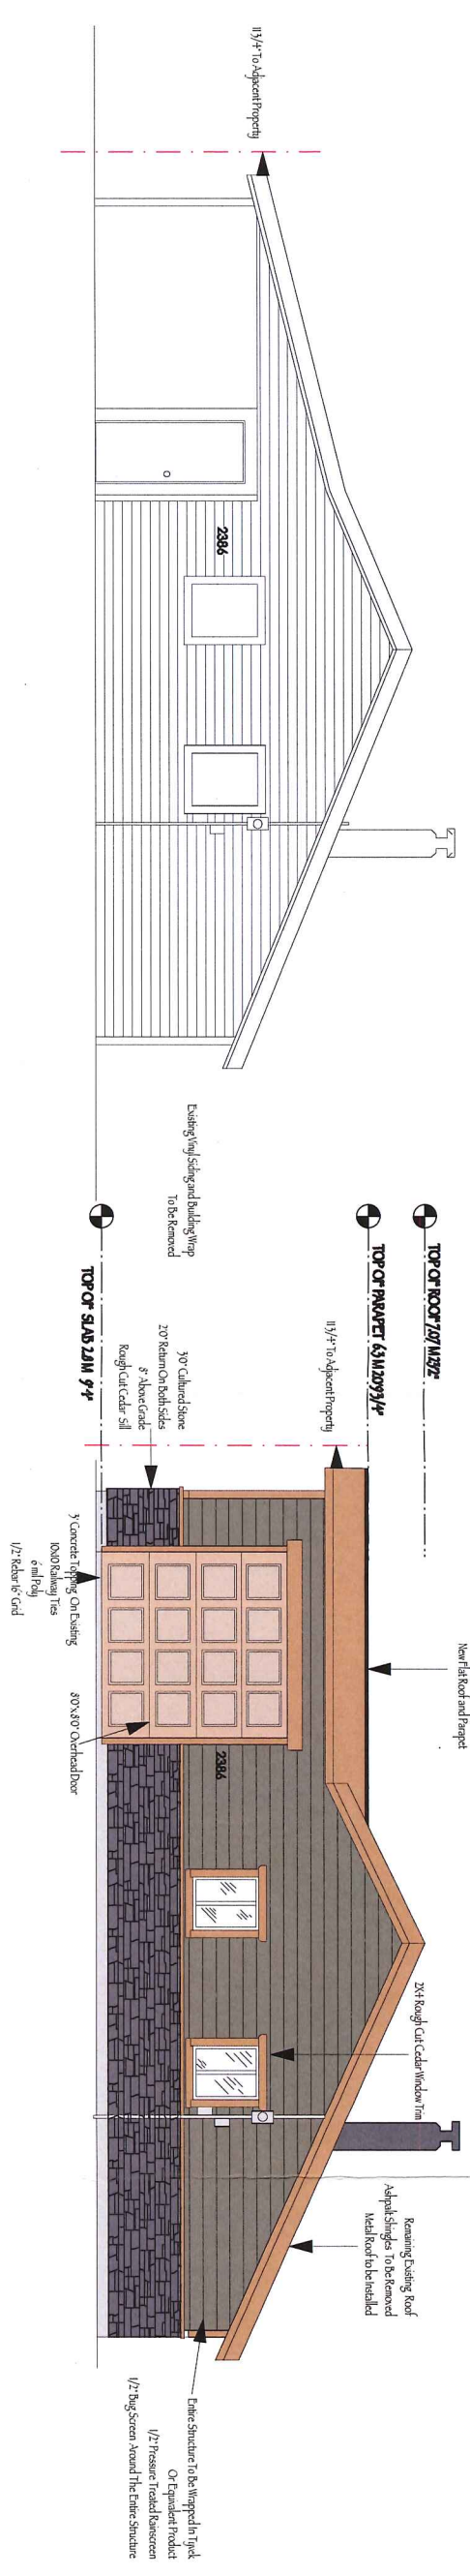 11 3/4" To Adjacent Property
2386
Existing Vinyl Siding and Building Wrap
To Be Removed
TOP OF ROOF 7.07 M 23'2"
TOP OF PARAPET 6.3 M 20'9 3/4"
TOP OF SLAB 2.8 M 9'-4"
11 3/4" To Adjacent Property
3'0" Cultured Stone
2'0" Return On Both Sides
8" Above Grade
Rough Cut Cedar Sill
3" Concrete Topping On Existing
10x10 Railway Ties
6 mil Poly
1/2" Rebar 16" Grid
New Flat Roof and Parapet
8'0"x8'0" Overhead Door
2386
2X4 Rough Cut Cedar Window Trim
Remaining Existing Roof
Ashpalt Shingles To Be Removed
Metal Roof to be Installed
Entire Structure To Be Wrapped In Tyvek
Or Equivalent Product
1/2" Pressure Treated Rainscreen
1/2" Bug Screen Around The Entire Structure